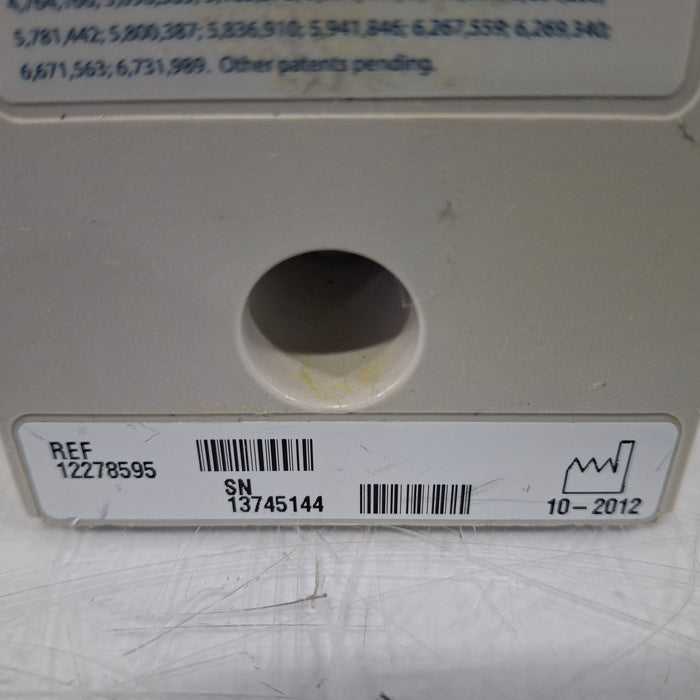 5,781,442; 5,800,387; 5,836,910; 5,941,846; 6,267,559; 6,269,340;
6,671,563; 6,731,989. Other patents pending.
REF
12278595
SN
13745144
10-2012